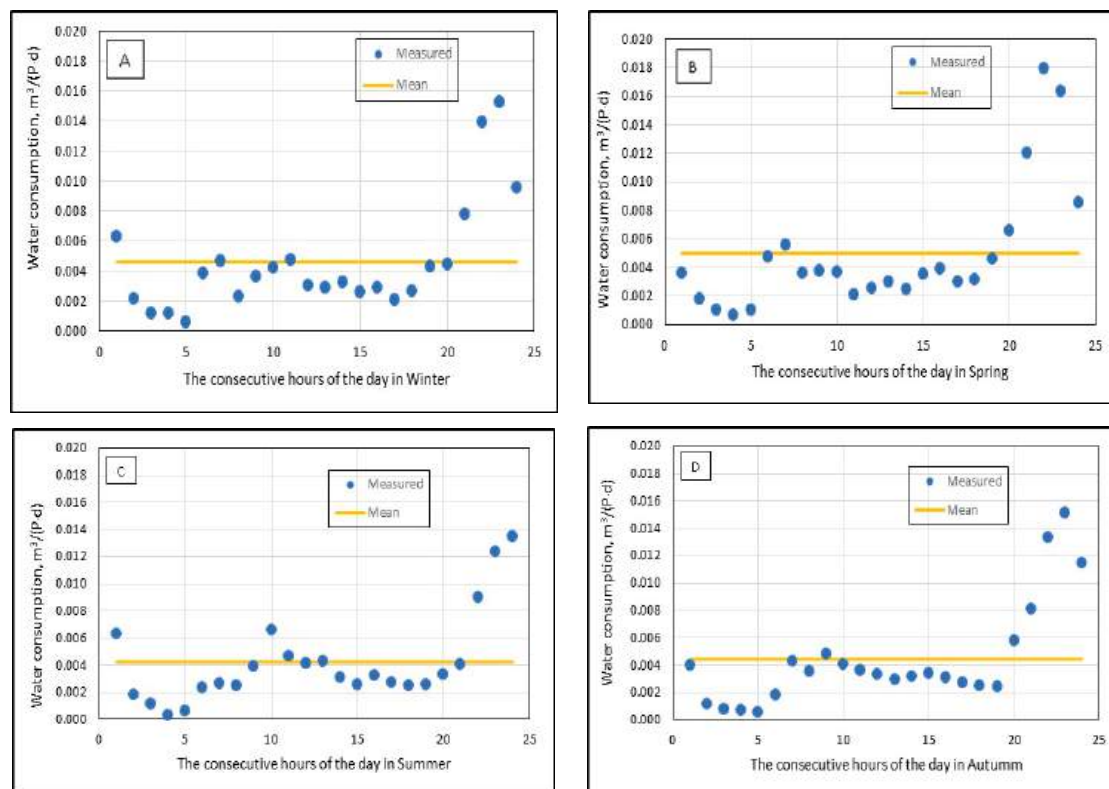 A
Measured
Mean
Water consumption, m³/(P·d)
0.020
0.018
0.016
0.014
0.012
0.010
0.008
0.006
0.004
0.002
0.000
0 5 10 15 20 25
The consecutive hours of the day in Winter
B
Measured
Mean
Water consumption, m³/(P·d)
0.020
0.018
0.016
0.014
0.012
0.010
0.008
0.006
0.004
0.002
0.000
0 5 10 15 20 25
The consecutive hours of the day in Spring
C
Measured
Mean
Water consumption, m³/(P·d)
0.020
0.018
0.016
0.014
0.012
0.010
0.008
0.006
0.004
0.002
0.000
0 5 10 15 20 25
The consecutive hours of the day in Summer
D
Measured
Mean
Water consumption, m³/(P·d)
0.020
0.018
0.016
0.014
0.012
0.010
0.008
0.006
0.004
0.002
0.000
0 5 10 15 20 25
The consecutive hours of the day in Autumm